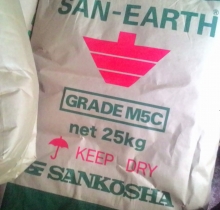 SAN-EARTH
GRADE M5C
net 25kg
KEEP DRY
SANKOSHA